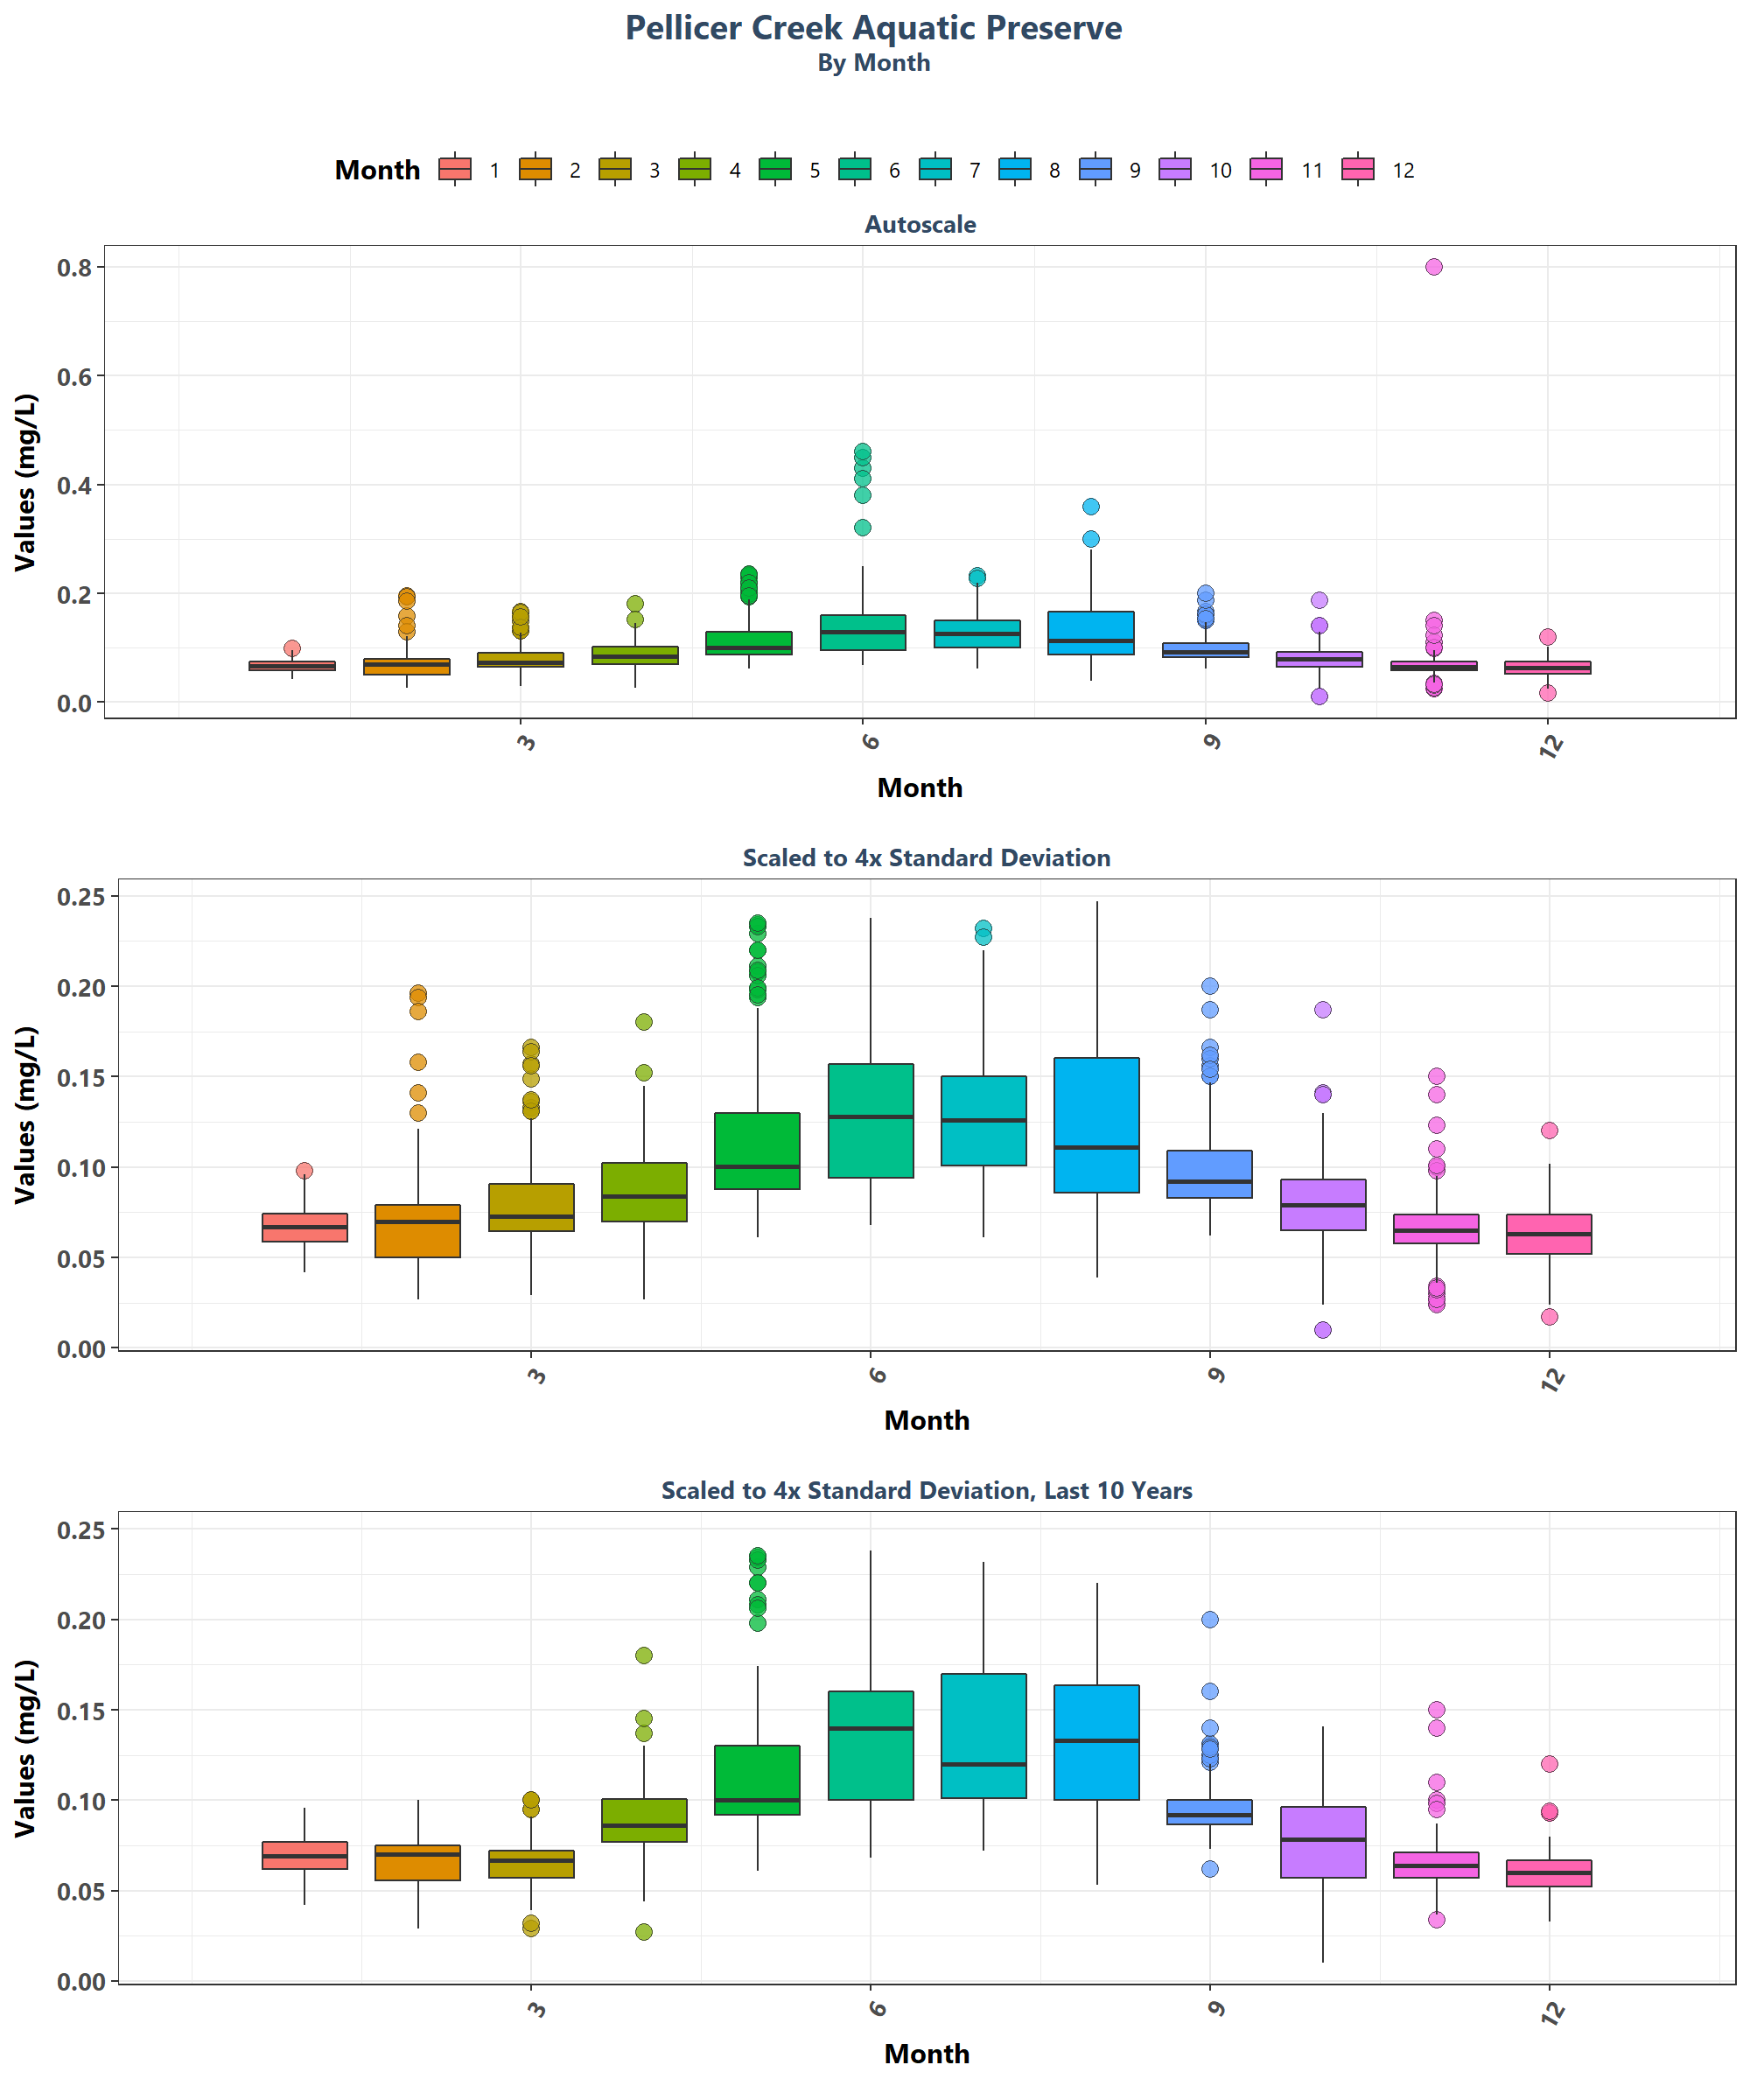 Pellicer Creek Aquatic Preserve
By Month
Month 1 2 3 4 5 6 7 8 9 10 11 12
Autoscale
Values (mg/L)
0.8
0.6
0.4
0.2
0.0
3 6 9 12
Month
Scaled to 4x Standard Deviation
Values (mg/L)
0.25
0.20
0.15
0.10
0.05
0.00
3 6 9 12
Month
Scaled to 4x Standard Deviation, Last 10 Years
Values (mg/L)
0.25
0.20
0.15
0.10
0.05
0.00
3 6 9 12
Month